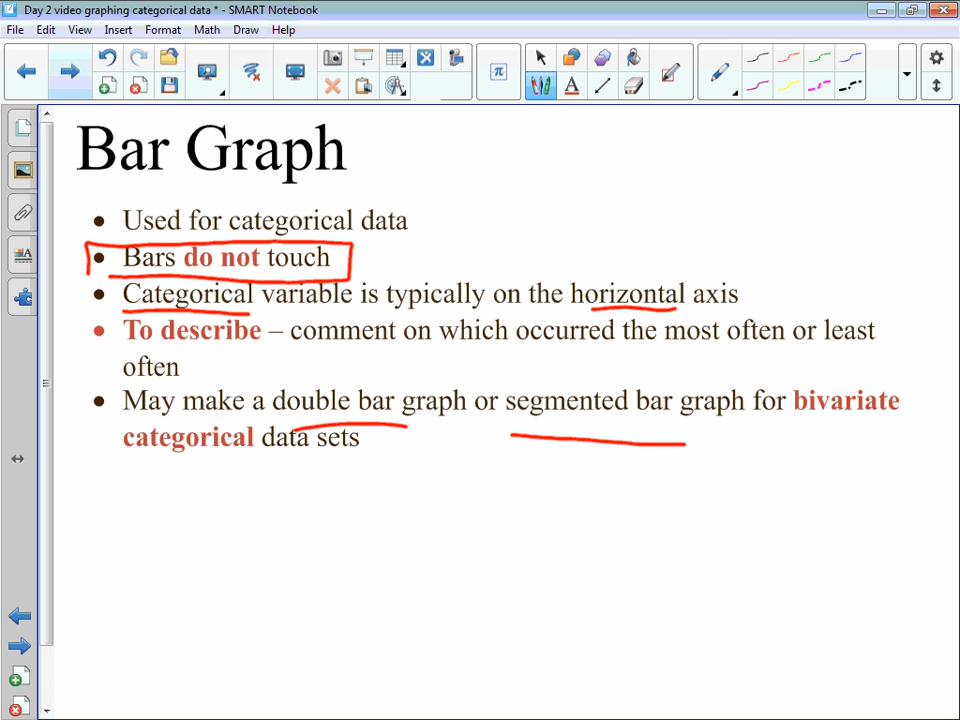 Day 2 video graphing categorical data * - SMART Notebook
File Edit View Insert Format Math Draw Help
Bar Graph
• Used for categorical data
• Bars do not touch
• Categorical variable is typically on the horizontal axis
• To describe – comment on which occurred the most often or least
often
• May make a double bar graph or segmented bar graph for bivariate
categorical data sets